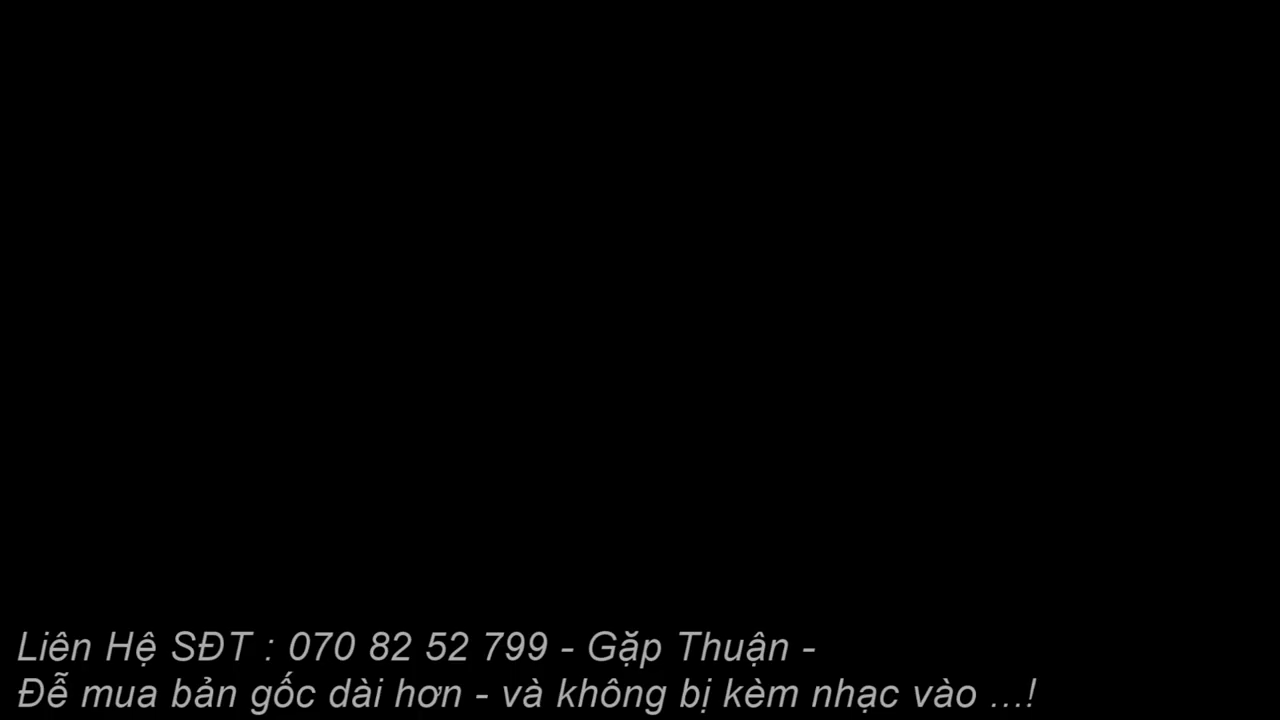 Liên Hệ SĐT : 070 82 52 799 - Gặp Thuận -
Đễ mua bản gốc dài hơn - và không bị kèm nhạc vào ...!